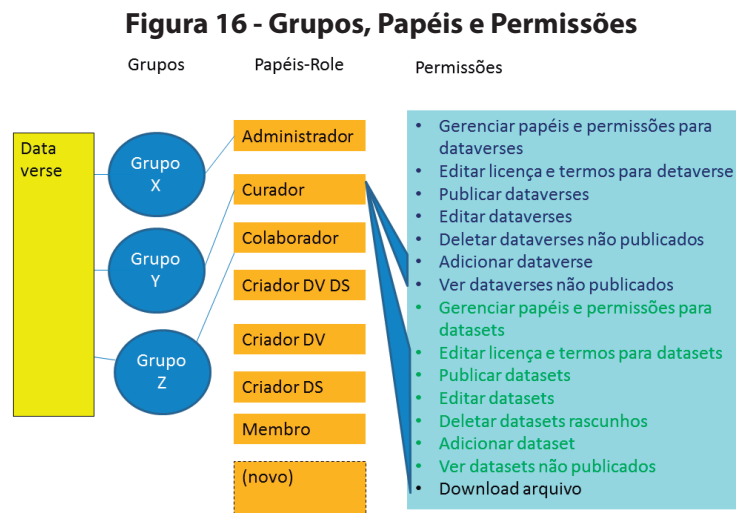 Figura 16 - Grupos, Papéis e Permissões
Grupos
Papéis-Role
Permissões
Data
verse
Grupo
X
Grupo
Y
Grupo
Z
Administrador
Curador
Colaborador
Criador DV DS
Criador DV
Criador DS
Membro
(novo)
• Gerenciar papéis e permissões para
dataverses
• Editar licença e termos para detaverse
• Publicar dataverses
• Editar dataverses
• Deletar dataverses não publicados
• Adicionar dataverse
• Ver dataverses não publicados
• Gerenciar papéis e permissões para
datasets
• Editar licença e termos para datasets
• Publicar datasets
• Editar datasets
• Deletar datasets rascunhos
• Adicionar dataset
• Ver datasets não publicados
• Download arquivo